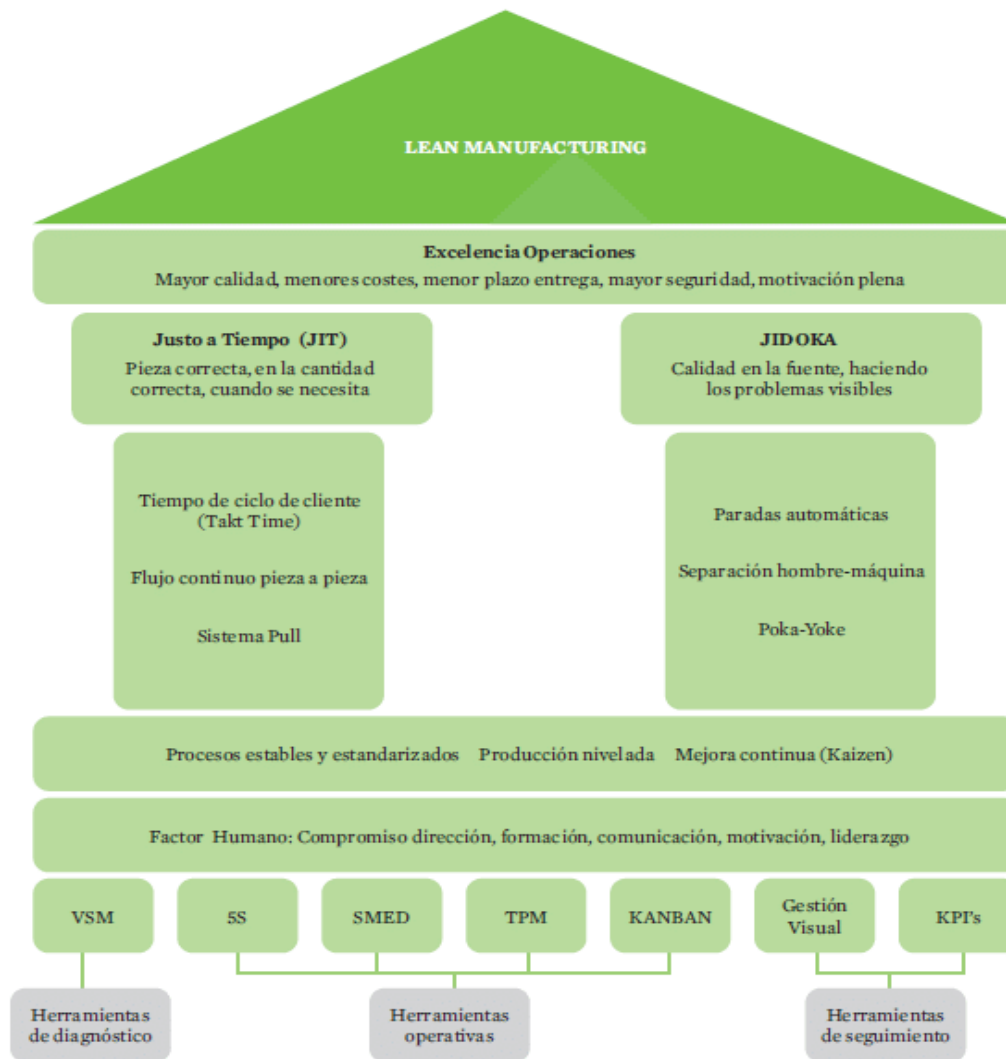 LEAN MANUFACTURING
Excelencia Operaciones
Mayor calidad, menores costes, menor plazo entrega, mayor seguridad, motivación plena
Justo a Tiempo (JIT)
Pieza correcta, en la cantidad
correcta, cuando se necesita
JIDOKA
Calidad en la fuente, haciendo
los problemas visibles
Tiempo de ciclo de cliente
(Takt Time)
Flujo continuo pieza a pieza
Sistema Pull
Paradas automáticas
Separación hombre-máquina
Poka-Yoke
Procesos estables y estandarizados Producción nivelada Mejora continua (Kaizen)
Factor Humano: Compromiso dirección, formación, comunicación, motivación, liderazgo
VSM
5S
SMED
TPM
KANBAN
Gestión
Visual
KPI's
Herramientas
de diagnóstico
Herramientas
operativas
Herramientas
de seguimiento